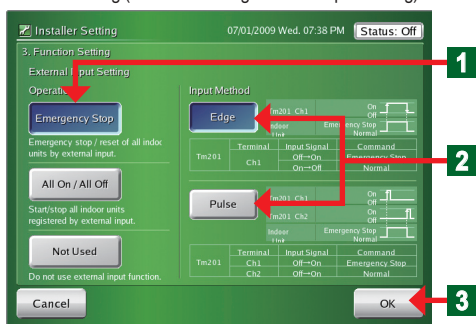 Installer Setting
07/01/2009 Wed. 07:38 PM
Status: Off
3. Function Setting
External Input Setting
Operation
Input Method
Emergency Stop
Emergency stop / reset of all indoor
units by external input.
All On / All Off
Start/stop all indoor units
registered by external input.
Not Used
Do not use external input function.
Edge
Tm201 Ch1
On
Off
Indoor
Unit
Emergency Stop
Normal
Terminal Input Signal Command
Tm201 Ch1 Off→On Emergency Stop
On→Off Normal
Pulse
Tm201 Ch1
On
Off
Tm201 Ch2
On
Off
Indoor
Unit
Emergency Stop
Normal
Terminal Input Signal Command
Tm201 Ch1 Off→On Emergency Stop
Ch2 Off→On Normal
Cancel
OK
1
2
3